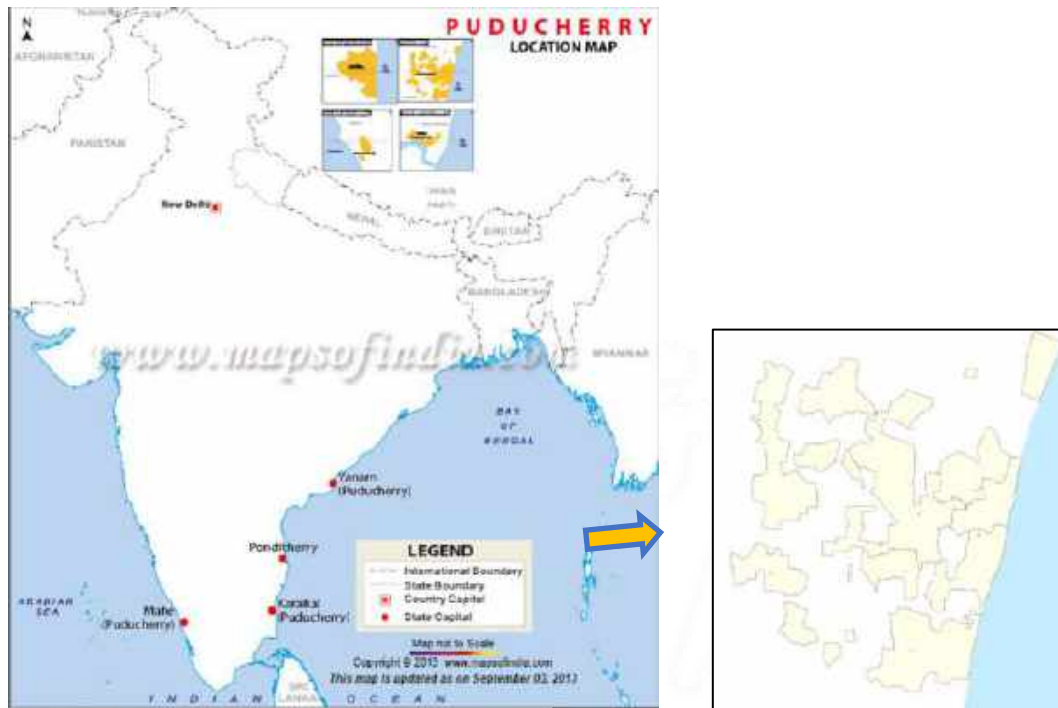 N
PUDUCHERRY
LOCATION MAP
AFGHANISTAN
PAKISTAN
New Delhi
NEPAL
BHUTAN
BANGLADESH
MYANMAR
www.mapsofindia.com
BAY
OF
BENGAL
Yanam
(Puducherry)
Pondicherry
LEGEND
International Boundary
State Boundary
Country Capital
State Capital
ARABIAN
SEA
Mahe
(Puducherry)
Karaikal
(Puducherry)
Map not to Scale
Copyright © 2013 www.mapsofindia.com
This map is updated as on September 03, 2013
SRI
LANKA
INDIAN OCEAN